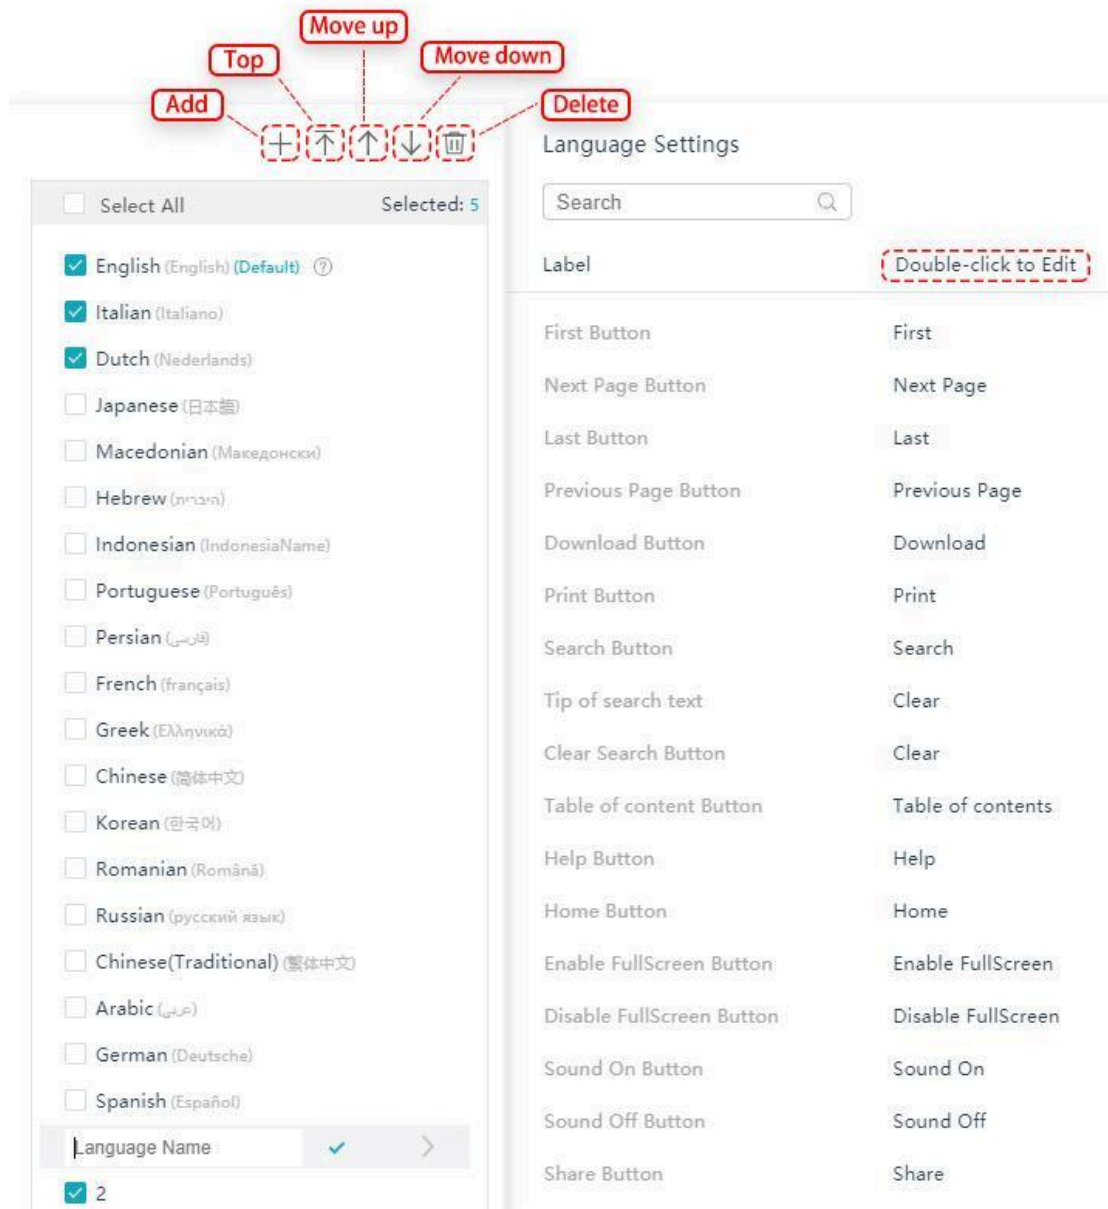 Move up
Top
Move down
Add
Delete
Language Settings
Select All Selected: 5
Search
English (English) (Default)
Label Double-click to Edit
Italian (Italiano)
Dutch (Nederlands)
Japanese (日本語)
Macedonian (Македонски)
Hebrew (היברית)
Indonesian (IndonesiaName)
Portuguese (Português)
Persian (فارسی)
French (français)
Greek (Ελληνικά)
Chinese (简体中文)
Korean (한국어)
Romanian (Română)
Russian (русский язык)
Chinese(Traditional) (繁体中文)
Arabic (عربى)
German (Deutsche)
Spanish (Español)
Language Name
2
First Button First
Next Page Button Next Page
Last Button Last
Previous Page Button Previous Page
Download Button Download
Print Button Print
Search Button Search
Tip of search text Clear
Clear Search Button Clear
Table of content Button Table of contents
Help Button Help
Home Button Home
Enable FullScreen Button Enable FullScreen
Disable FullScreen Button Disable FullScreen
Sound On Button Sound On
Sound Off Button Sound Off
Share Button Share